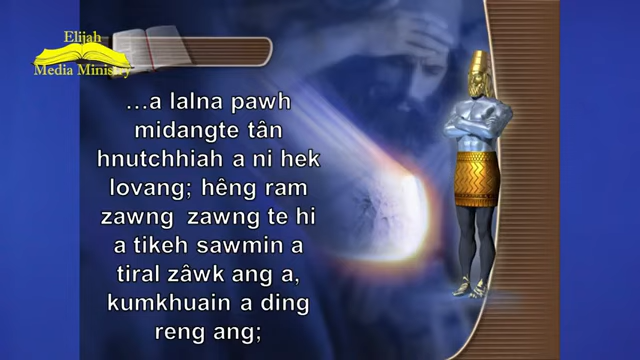 Elijah
Media Ministry
...a lalna pawh
midangte tân
hnutchhiah a ni hek
lovang; hêng ram
zawng zawng te hi
a tikeh sawmin a
tiral zâwk ang a,
kumkhuain a ding
reng ang;